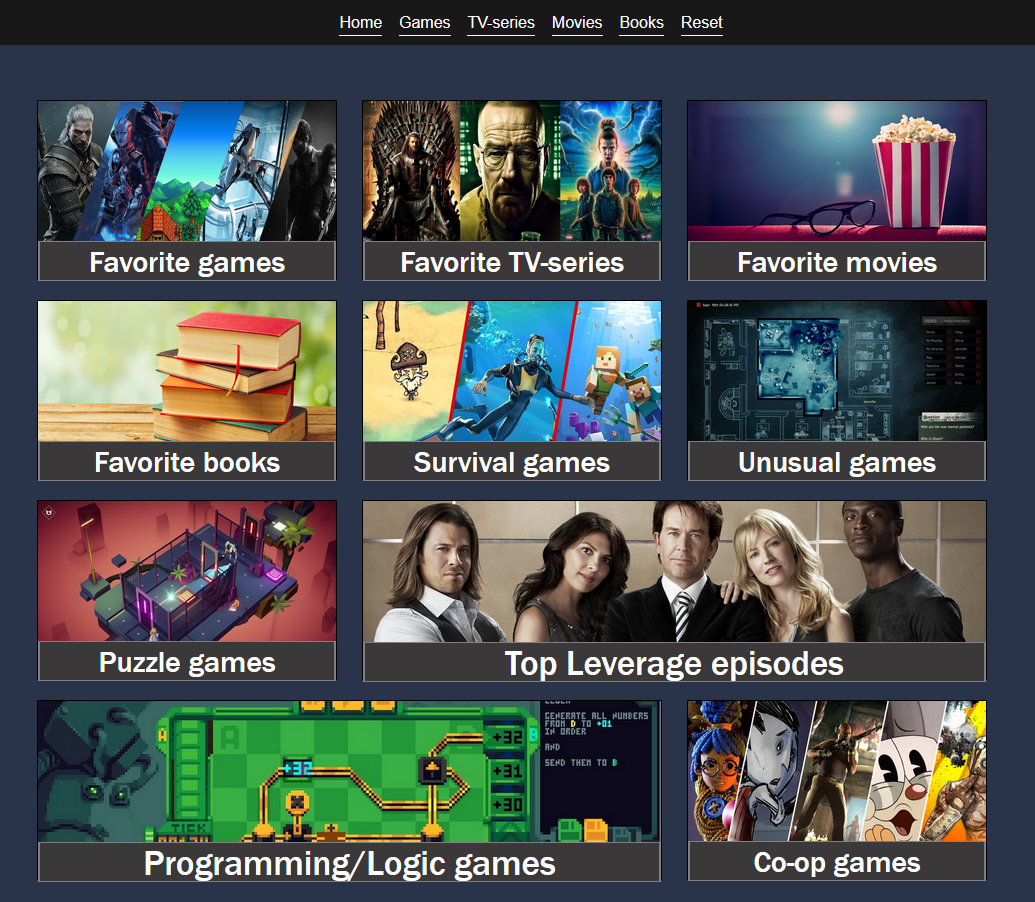 Home Games TV-series Movies Books Reset
Favorite games
Favorite TV-series
Favorite movies
Favorite books
Survival games
Unusual games
Puzzle games
Top Leverage episodes
A
A
B
B
+32
+32
+31
+30
TICK
GENERATE ALL NUMBERS
FROM D TO +01
IN ORDER
AND
SEND THEM TO B
Programming/Logic games
Co-op games